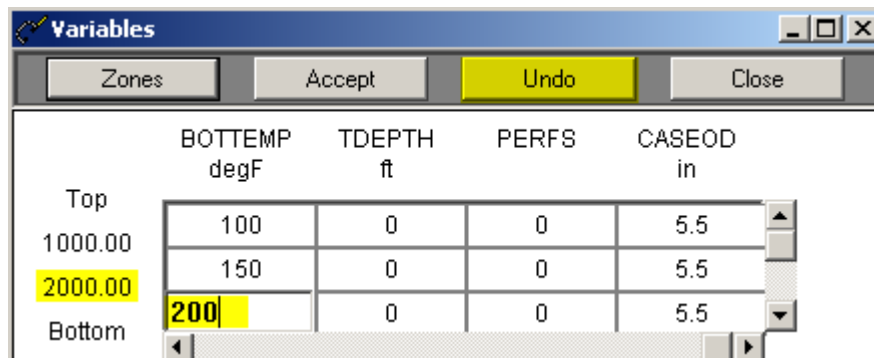 Variables
Zones Accept Undo Close
BOTTEMP TDEPTH PERFS CASEOD
degF ft in
Top
100 0 0 5.5
1000.00
150 0 0 5.5
2000.00
200 0 0 5.5
Bottom